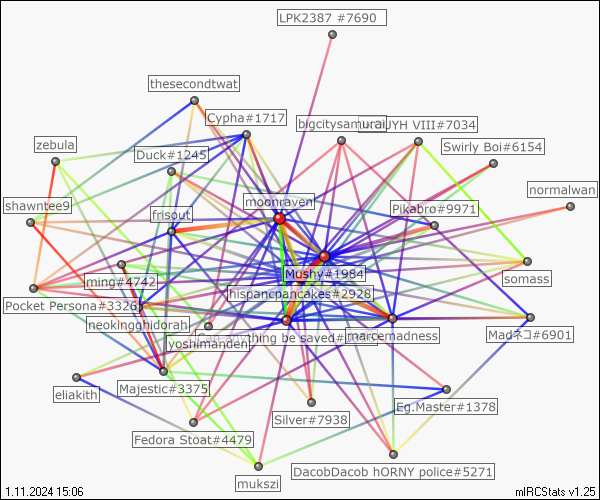 LPK2387 #7690
thesecondtwat
Cypha#1717
bigcitysamurai
UYH VIII#7034
zebula
Duck#1245
Swirly Boi#6154
normalwan
shawntee9
frisout
moonraven
Pikabro#9971
ming#4742
Mushy#1984
somass
Pocket Persona#3326
hispancpancakes#2928
neokingghidorah
yoshimanden
an anything be saved#
marcemadness
Madネコ#6901
Majestic#3375
eliakith
Silver#7938
Eg.Master#1378
Fedora Stoat#4479
mukszi
DacobDacob hORNY police#5271
1.11.2024 15:06
mIRCStats v1.25